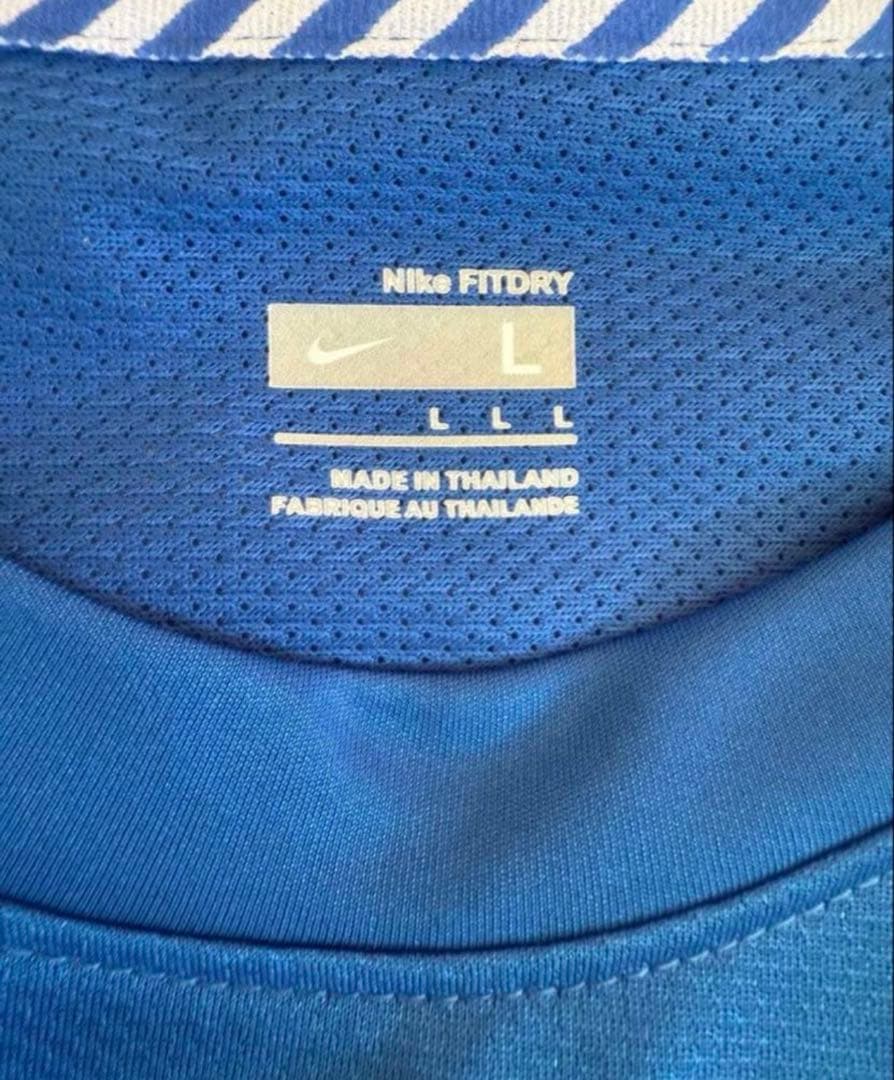 Nike FITDRY
L
L L L
MADE IN THAILAND
FABRIQUE AU THAILANDE